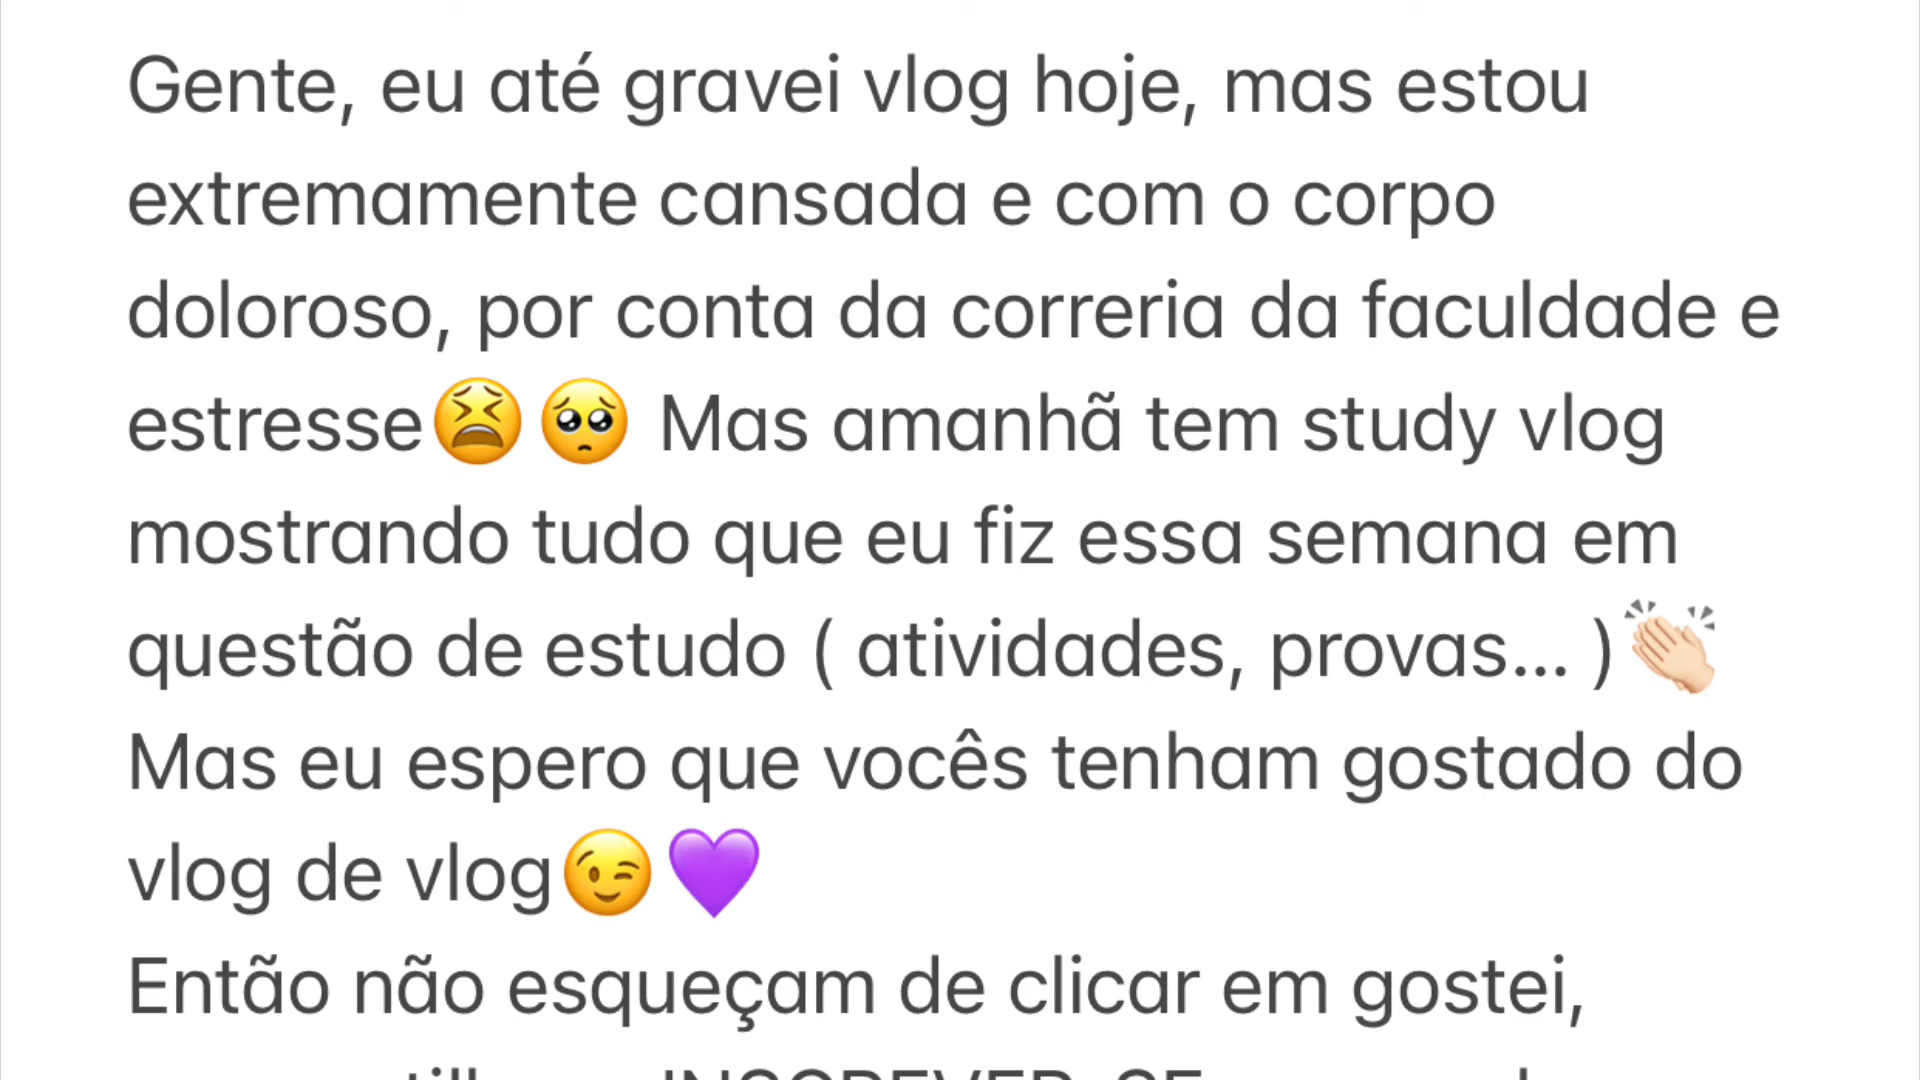 Gente, eu até gravei vlog hoje, mas estou
extremamente cansada e com o corpo
doloroso, por conta da correria da faculdade e
estresse😫🥺 Mas amanhã tem study vlog
mostrando tudo que eu fiz essa semana em
questão de estudo ( atividades, provas... )👏🏻
Mas eu espero que vocês tenham gostado do
vlog de vlog😉💜
Então não esqueçam de clicar em gostei,
INSCREVER-SE